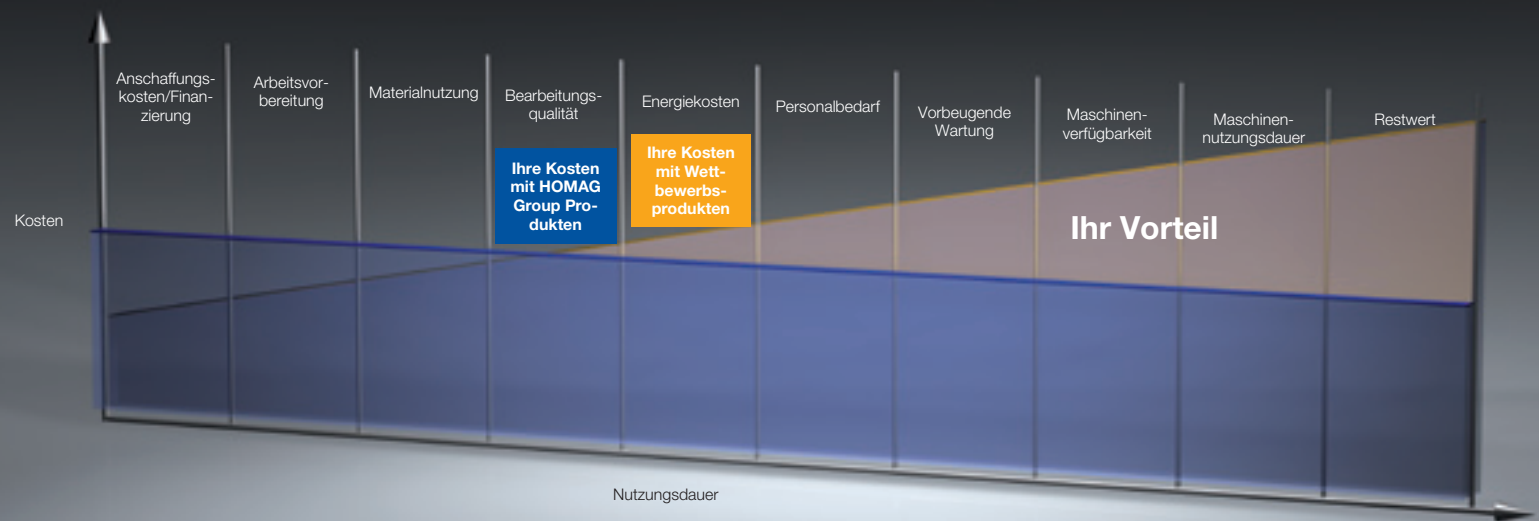 Anschaffungs-
kosten/Finan-
zierung
Arbeitsvor-
bereitung
Materialnutzung
Bearbeitungs-
qualität
Energiekosten
Personalbedarf
Vorbeugende
Wartung
Maschinen-
verfügbarkeit
Maschinen-
nutzungsdauer
Restwert
Ihre Kosten
mit HOMAG
Group Pro-
dukten
Ihre Kosten
mit Wett-
bewerbs-
produkten
Kosten
Ihr Vorteil
Nutzungsdauer